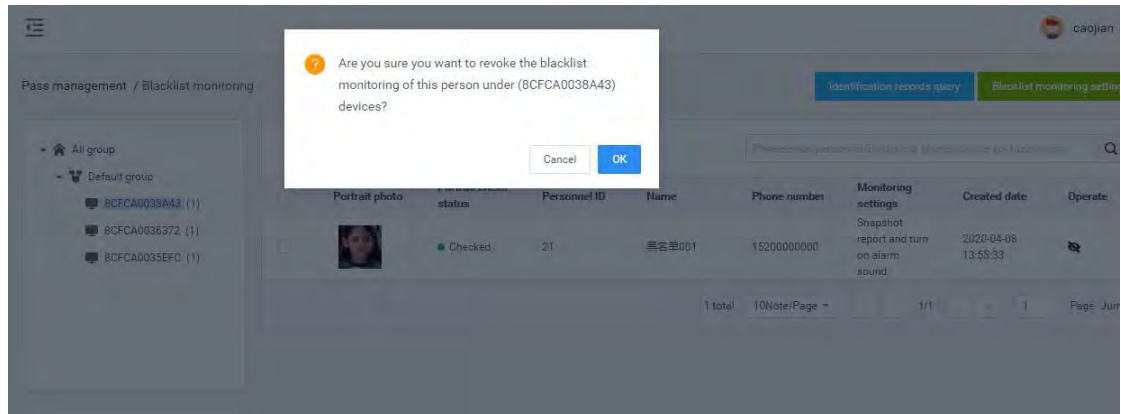 caojian
Are you sure you want to revoke the blacklist
monitoring of this person under (8CFCA0038A43)
devices?
Cancel
OK
Pass management / Blacklist monitoring
Identification records query
Blacklist monitoring setting
All group
Default group
8CFCA0038A43 (1)
8CFCA0036372 (1)
8CFCA0035EFC (1)
Portrait photo
status
Personnel ID
Name
Phone number
Monitoring
settings
Created date
Operate
Checked
21
黑名单001
15200000000
Snapshot
report and turn
on alarm
sound
2020-04-08
13:55:33
1 total
10Note/Page
1/1
1
Page Jum